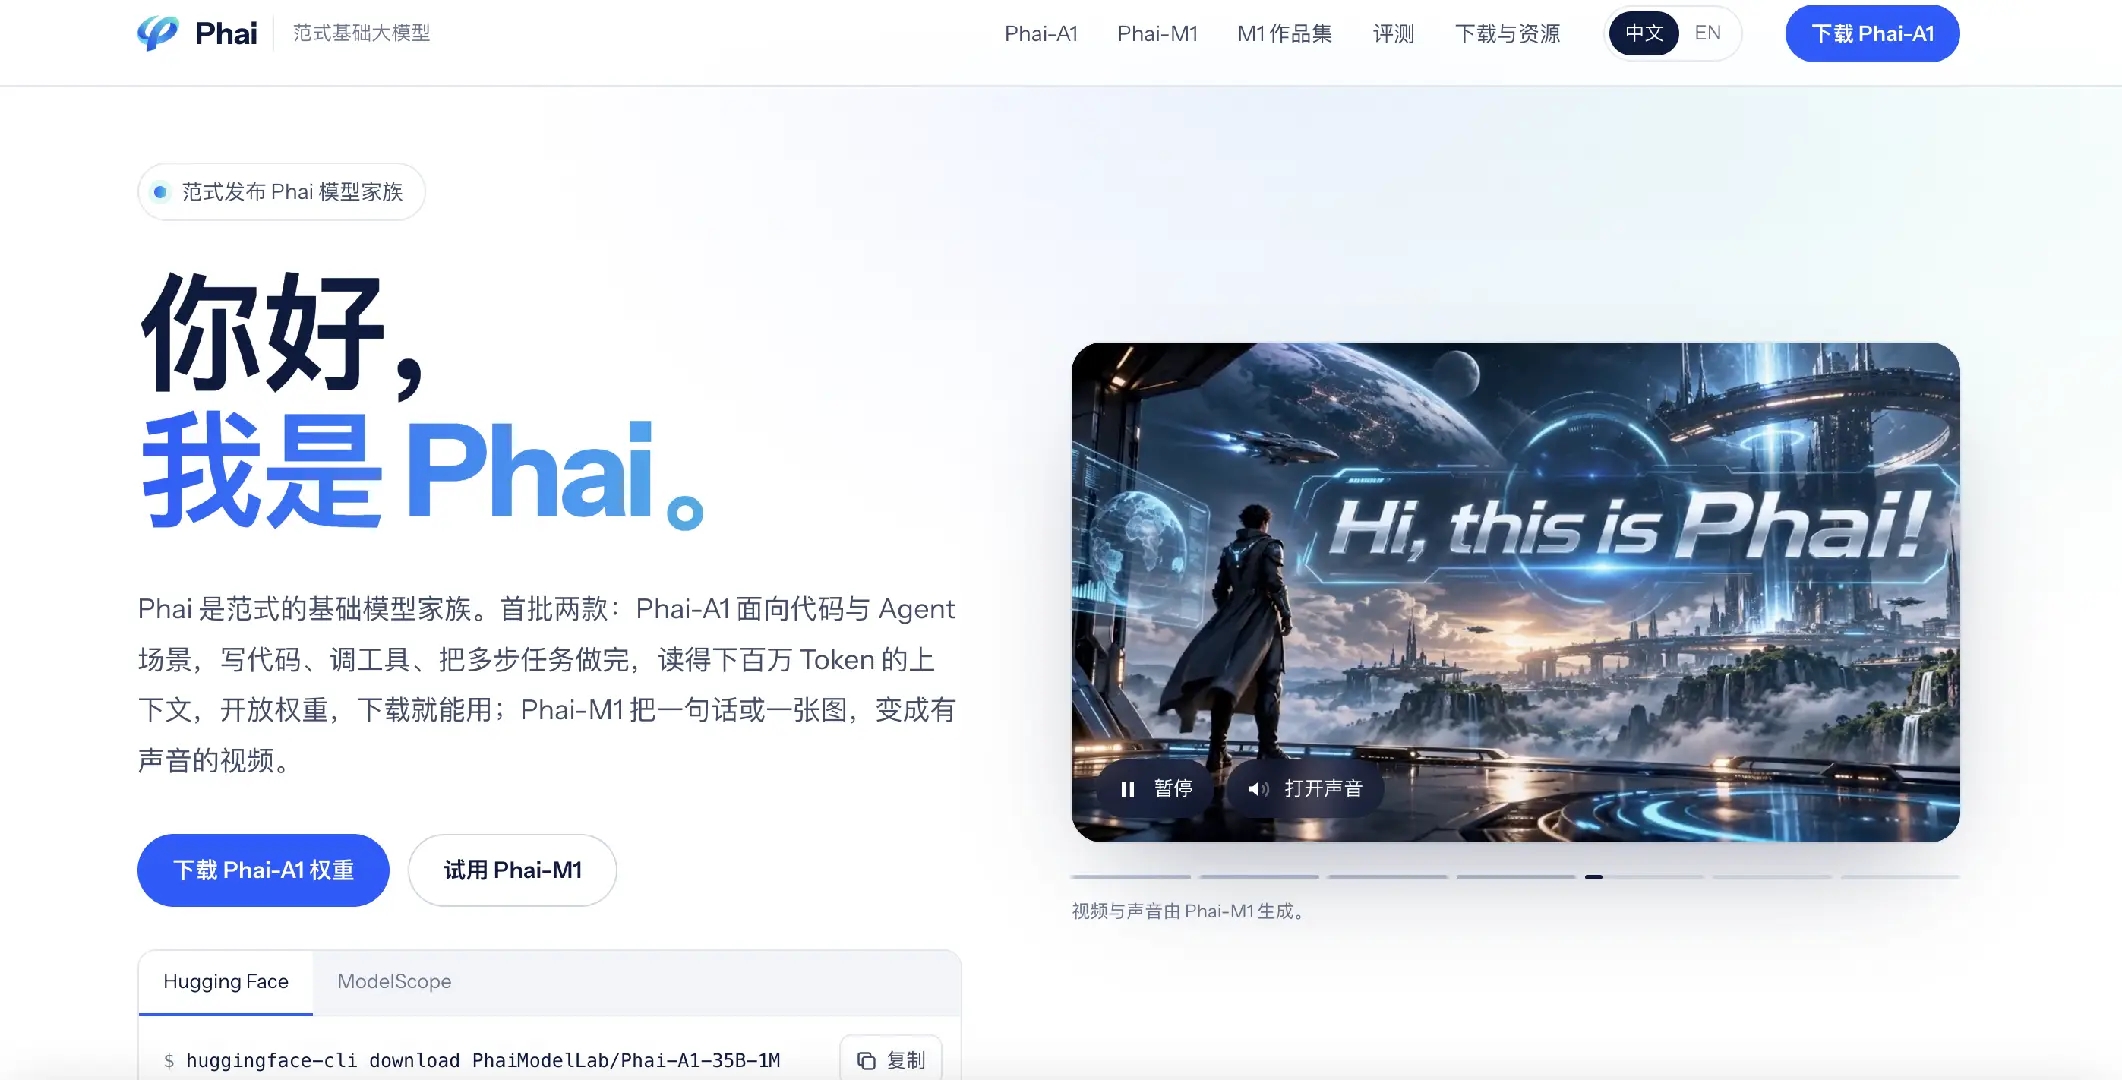 Phai
范式基础大模型
Phai-A1
Phai-M1
M1 作品集
评测
下载与资源
中文
EN
下载 Phai-A1
范式发布 Phai 模型家族
你好，
我是 Phai。
Phai 是范式的基础模型家族。首批两款：Phai-A1 面向代码与 Agent
场景，写代码、调工具、把多步任务做完，读得下百万 Token 的上
下文，开放权重，下载就能用；Phai-M1 把一句话或一张图，变成有
声音的视频。
下载 Phai-A1 权重
试用 Phai-M1
Hi, this is Phai!
暂停
打开声音
视频与声音由 Phai-M1 生成。
Hugging Face
ModelScope
$ huggingface-cli download PhaiModelLab/Phai-A1-35B-1M
复制